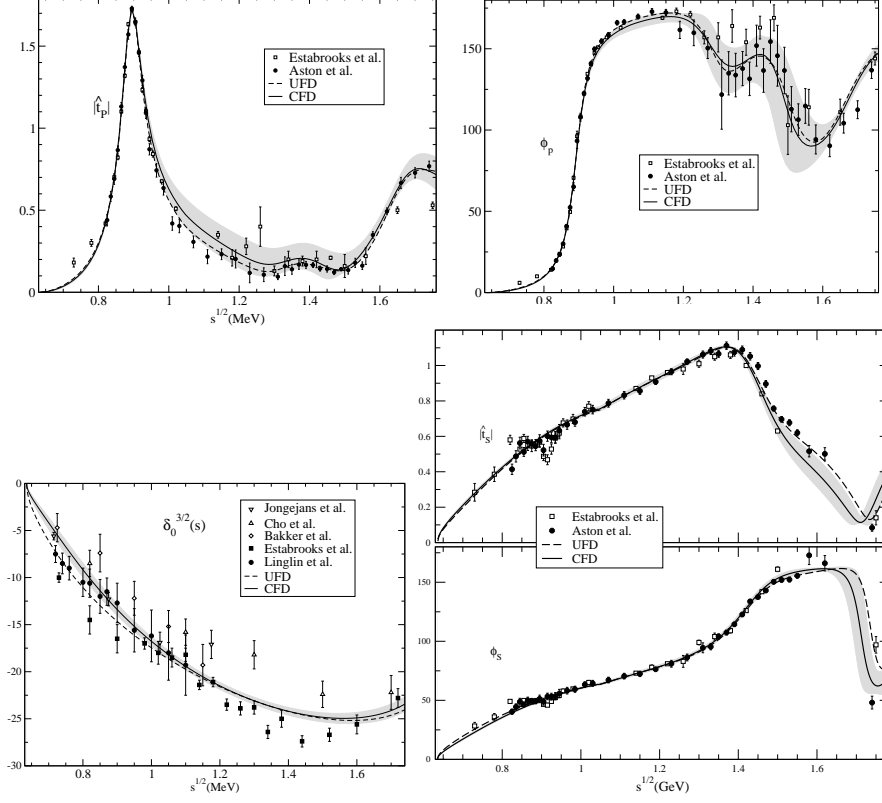 1.5
1
0.5
0
|t̂_P|
Estabrooks et al.
Aston et al.
UFD
CFD
0.8
1
1.2
1.4
1.6
s^{1/2}(MeV)
150
100
50
0
ϕ_p
Estabrooks et al.
Aston et al.
UFD
CFD
0.8
1
1.2
1.4
1.6
1
0.8
0.6
0.4
0.2
0
|t̂_S|
Estabrooks et al.
Aston et al.
UFD
CFD
150
100
50
0
ϕ_S
0.8
1
1.2
1.4
1.6
s^{1/2}(GeV)
0
-5
-10
-15
-20
-25
-30
δ_0^{3/2}(s)
Jongejans et al.
Cho et al.
Bakker et al.
Estabrooks et al.
Linglin et al.
UFD
CFD
0.8
1
1.2
1.4
1.6
s^{1/2}(MeV)